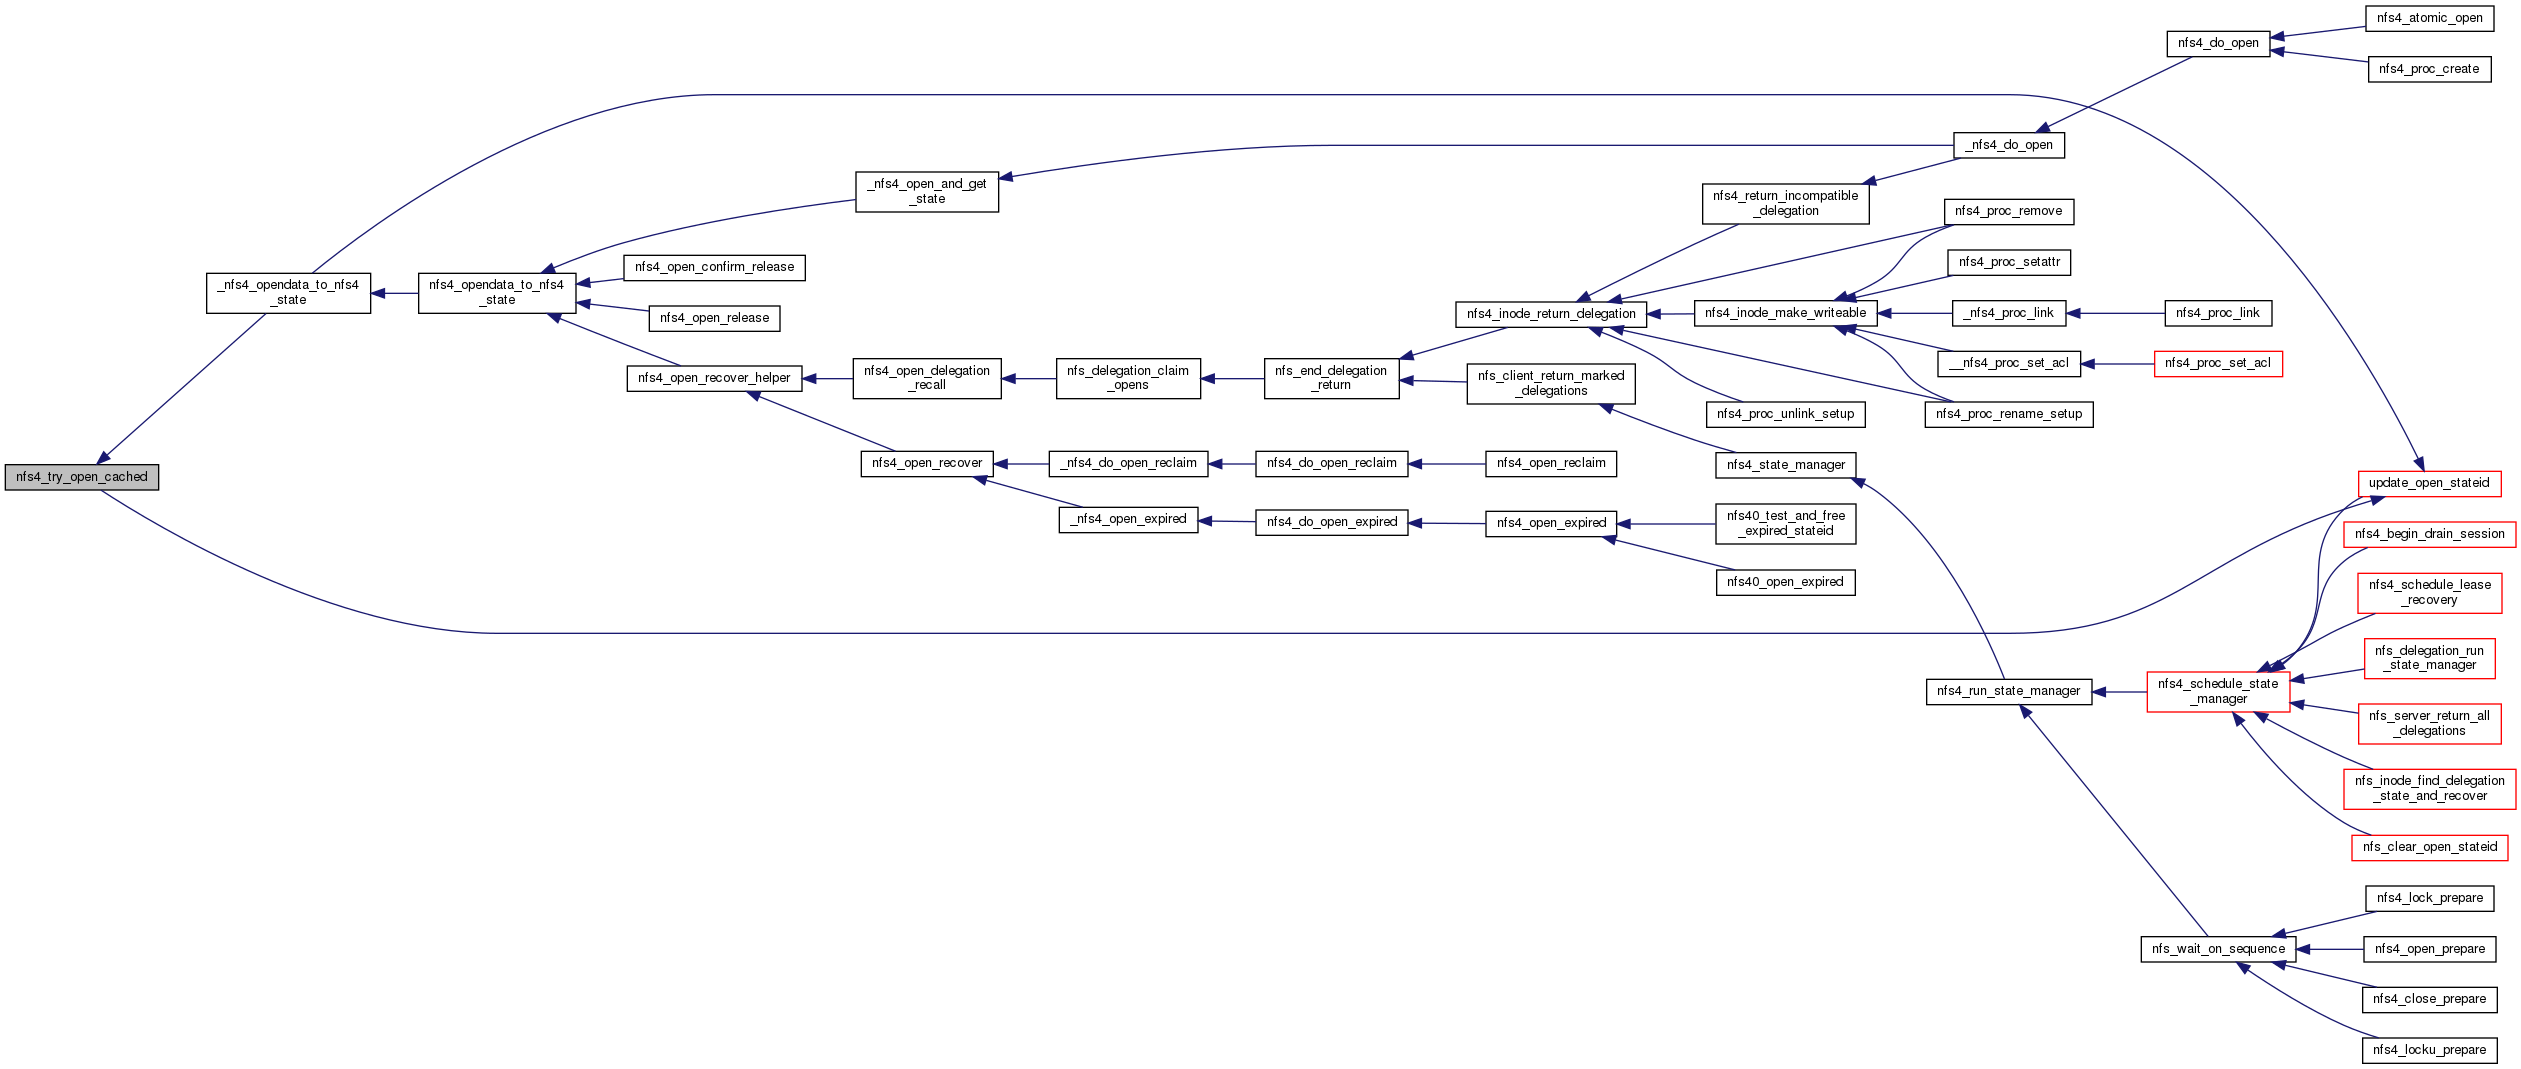 nfs4_atomic_open
nfs4_do_open
nfs4_proc_create
_nfs4_do_open
_nfs4_open_and_get
_state
nfs4_return_incompatible
_delegation
nfs4_proc_remove
nfs4_open_confirm_release
nfs4_proc_setattr
_nfs4_opendata_to_nfs4
_state
nfs4_opendata_to_nfs4
_state
nfs4_open_release
nfs4_inode_return_delegation
nfs4_inode_make_writeable
_nfs4_proc_link
nfs4_proc_link
__nfs4_proc_set_acl
nfs4_proc_set_acl
nfs4_open_recover_helper
nfs4_open_delegation
_recall
nfs_delegation_claim
_opens
nfs_end_delegation
_return
nfs_client_return_marked
_delegations
nfs4_proc_unlink_setup
nfs4_proc_rename_setup
nfs4_open_recover
_nfs4_do_open_reclaim
nfs4_do_open_reclaim
nfs4_open_reclaim
nfs4_state_manager
nfs4_try_open_cached
update_open_stateid
_nfs4_open_expired
nfs4_do_open_expired
nfs4_open_expired
nfs40_test_and_free
_expired_stateid
nfs4_begin_drain_session
nfs40_open_expired
nfs4_schedule_lease
_recovery
nfs_delegation_run
_state_manager
nfs4_run_state_manager
nfs4_schedule_state
_manager
nfs_server_return_all
_delegations
nfs_inode_find_delegation
_state_and_recover
nfs_clear_open_stateid
nfs4_lock_prepare
nfs_wait_on_sequence
nfs4_open_prepare
nfs4_close_prepare
nfs4_locku_prepare